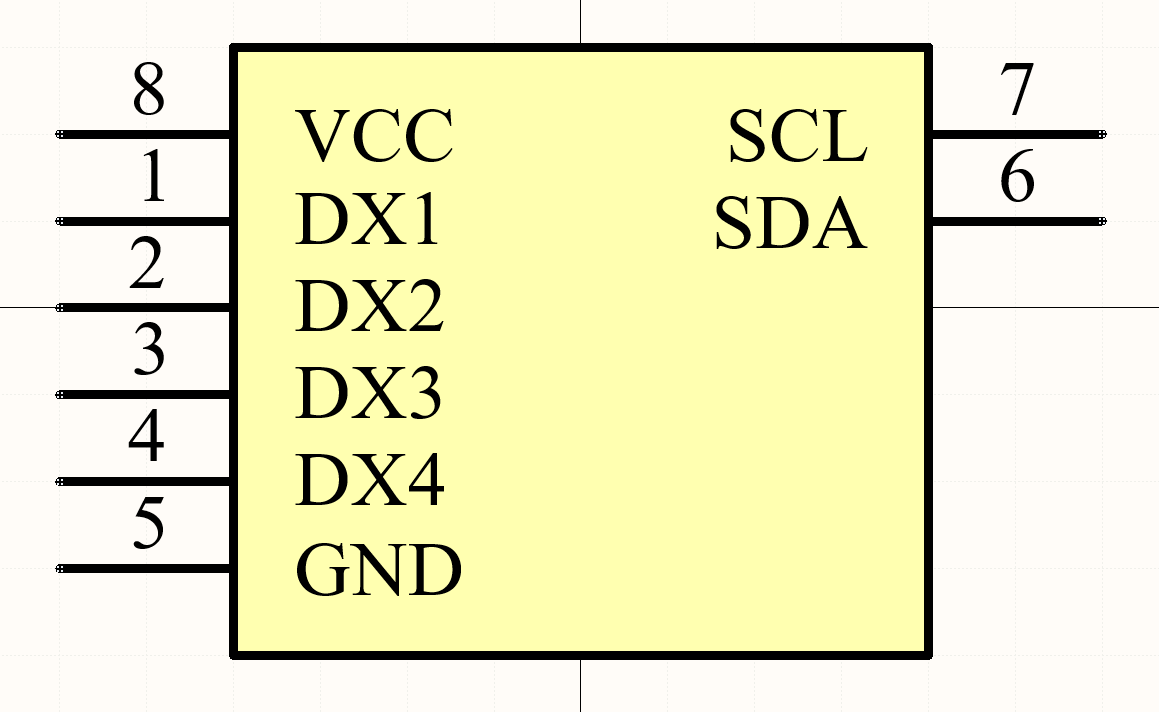 8 VCC SCL 7
1 DX1 SDA 6
2 DX2
3 DX3
4 DX4
5 GND